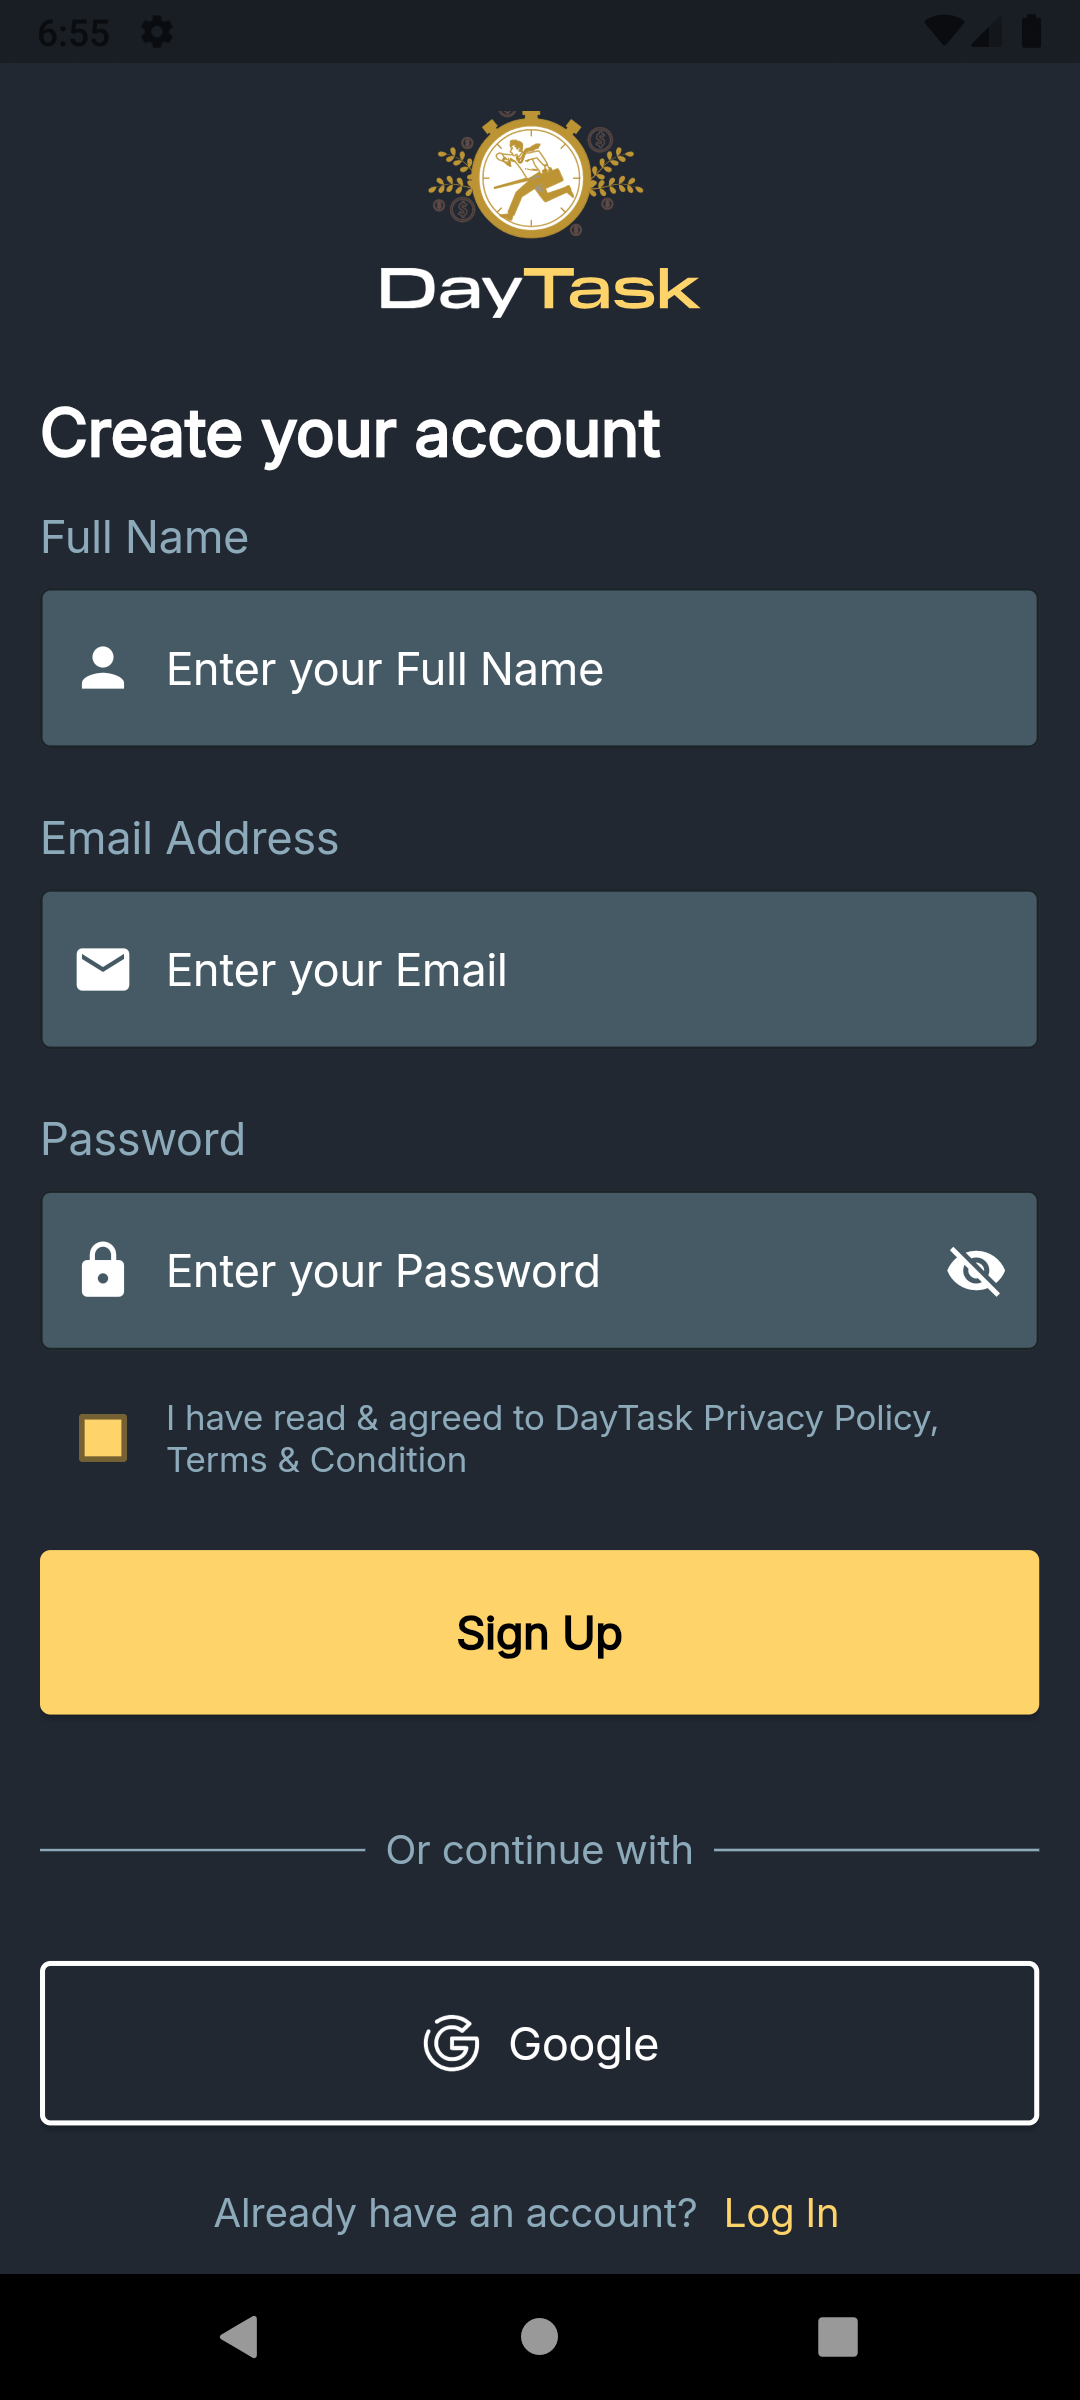 6:55
DayTask
Create your account
Full Name
Enter your Full Name
Email Address
Enter your Email
Password
Enter your Password
I have read & agreed to DayTask Privacy Policy,
Terms & Condition
Sign Up
Or continue with
Google
Already have an account? Log In